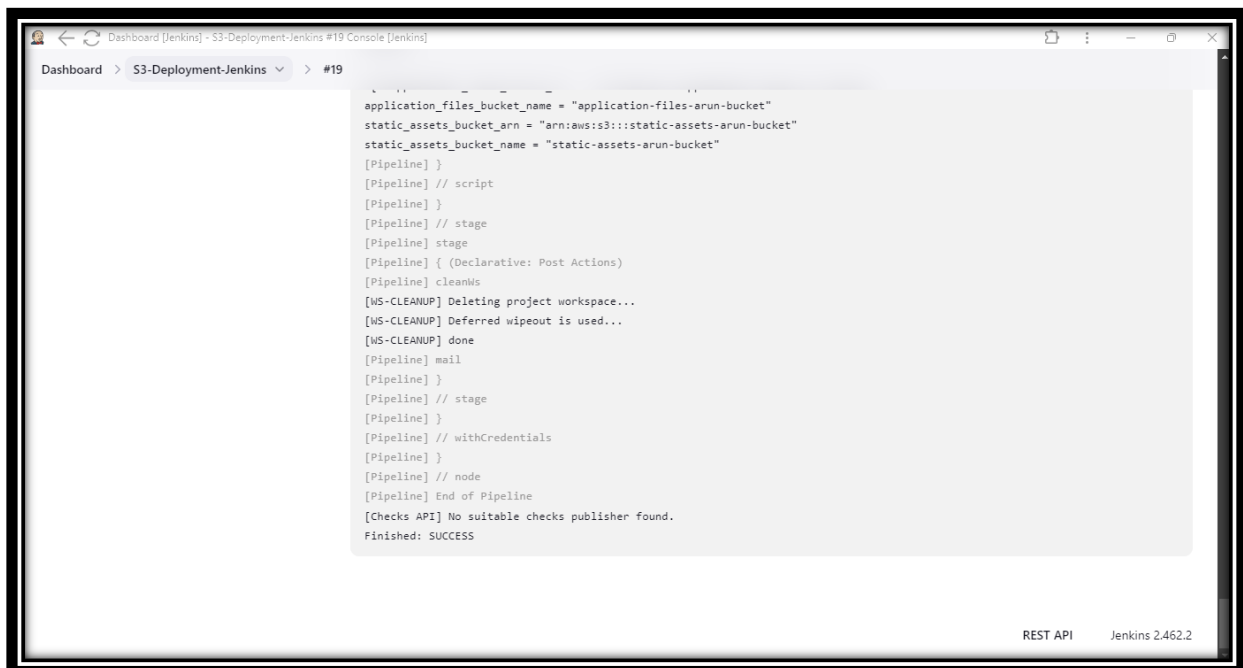 Dashboard [Jenkins] - S3-Deployment-Jenkins #19 Console [Jenkins]
Dashboard > S3-Deployment-Jenkins > #19
application_files_bucket_name = "application-files-arun-bucket"
static_assets_bucket_arn = "arn:aws:s3:::static-assets-arun-bucket"
static_assets_bucket_name = "static-assets-arun-bucket"
[Pipeline] }
[Pipeline] // script
[Pipeline] }
[Pipeline] // stage
[Pipeline] stage
[Pipeline] { (Declarative: Post Actions)
[Pipeline] cleanWs
[WS-CLEANUP] Deleting project workspace...
[WS-CLEANUP] Deferred wipeout is used...
[WS-CLEANUP] done
[Pipeline] mail
[Pipeline] }
[Pipeline] // stage
[Pipeline] }
[Pipeline] // withCredentials
[Pipeline] }
[Pipeline] // node
[Pipeline] End of Pipeline
[Checks API] No suitable checks publisher found.
Finished: SUCCESS
REST API Jenkins 2.462.2